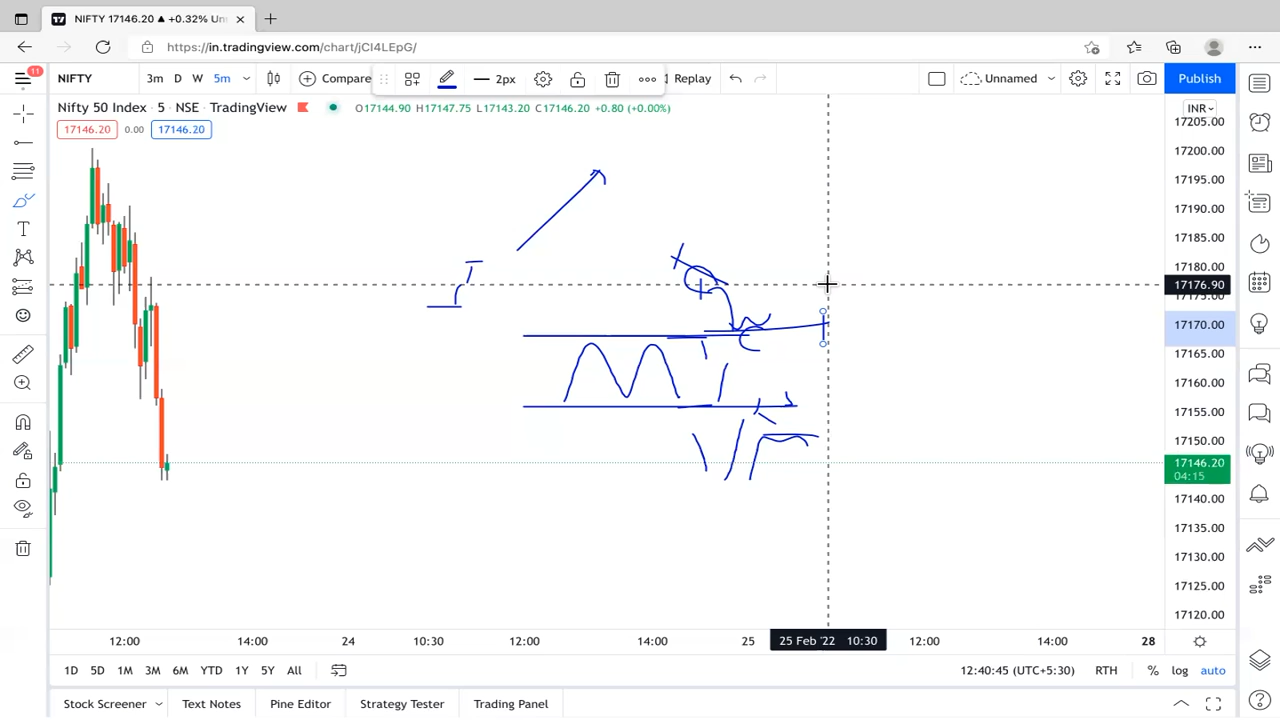 NIFTY 17146.20 ▲ +0.32% Un
https://in.tradingview.com/chart/jCI4LEpG/
11
NIFTY 3m D W 5m Compare 2px Replay Unnamed Publish
Nifty 50 Index · 5 · NSE · TradingView O17144.90 H17147.75 L17143.20 C17146.20 +0.80 (+0.00%)
17146.20 0.00 17146.20
INR
17205.00
17200.00
17195.00
17190.00
17185.00
17180.00
17176.90
17175.00
17170.00
17165.00
17160.00
17155.00
17150.00
17146.20
04:15
17140.00
17135.00
17130.00
17125.00
17120.00
12:00 14:00 24 10:30 12:00 14:00 25 25 Feb '22 10:30 12:00 14:00 28
1D 5D 1M 3M 6M YTD 1Y 5Y All 12:40:45 (UTC+5:30) RTH % log auto
Stock Screener Text Notes Pine Editor Strategy Tester Trading Panel